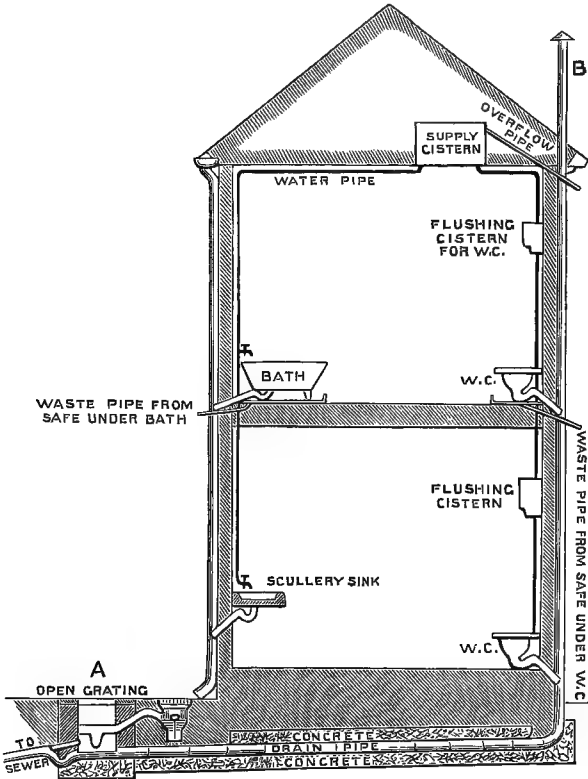 B
OVERFLOW
PIPE
SUPPLY
CISTERN
WATER PIPE
FLUSHING
CISTERN
FOR W.C.
BATH
W.C.
WASTE PIPE FROM
SAFE UNDER BATH
WASTE PIPE FROM SAFE UNDER W.C
FLUSHING
CISTERN
SCULLERY SINK
W.C.
A
OPEN GRATING
TO
SEWER
CONCRETE
DRAIN PIPE
CONCRETE